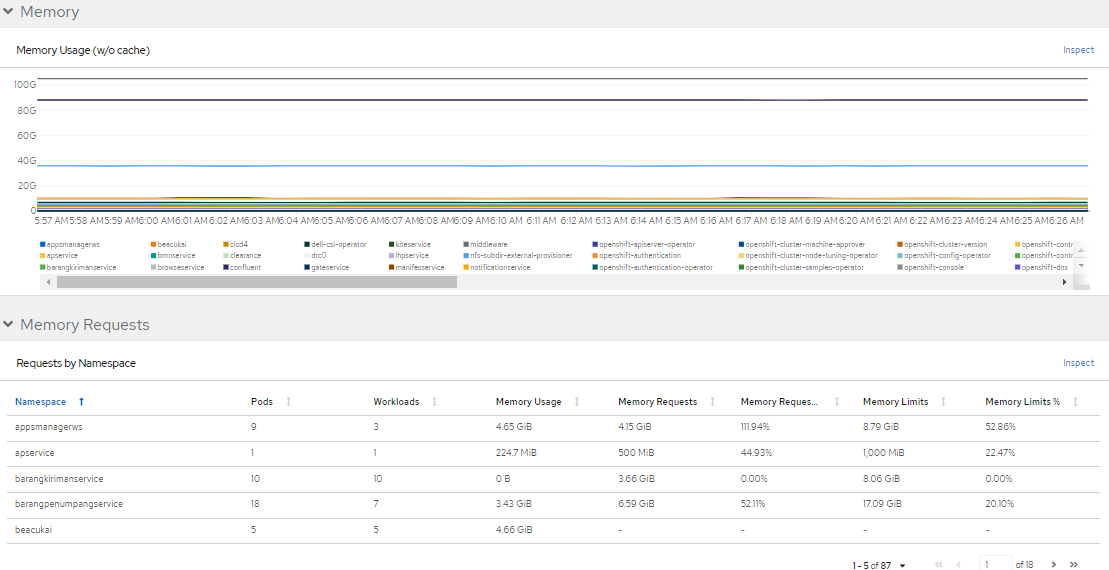 Memory
Memory Usage (w/o cache) Inspect
100G
80G
60G
40G
20G
0
5:57 AM 5:58 AM 5:59 AM 6:00 AM 6:01 AM 6:02 AM 6:03 AM 6:04 AM 6:05 AM 6:06 AM 6:07 AM 6:08 AM 6:09 AM 6:10 AM 6:11 AM 6:12 AM 6:13 AM 6:14 AM 6:15 AM 6:16 AM 6:17 AM 6:18 AM 6:19 AM 6:20 AM 6:21 AM 6:22 AM 6:23 AM 6:24 AM 6:25 AM 6:26 AM
appsmanagerws beacukai cicd4 dell-csi-operator kiteservice middleware openshift-apiserver-operator openshift-cluster-machine-approver openshift-cluster-version openshift-contr
apservice bmnservice clearance drc0 lhpservice nfs-subdir-external-provisioner openshift-authentication openshift-cluster-node-tuning-operator openshift-config-operator openshift-contr
barangkirimanservice browseservice confluent gateservice manifesservice notificationservice openshift-authentication-operator openshift-cluster-samples-operator openshift-console openshift-dns
Memory Requests
Requests by Namespace Inspect
Namespace Pods Workloads Memory Usage Memory Requests Memory Reques... Memory Limits Memory Limits %
appsmanagerws 9 3 4.65 GiB 4.15 GiB 111.94% 8.79 GiB 52.86%
apservice 1 1 224.7 MiB 500 MiB 44.93% 1,000 MiB 22.47%
barangkirimanservice 10 10 0 B 3.66 GiB 0.00% 8.06 GiB 0.00%
barangpenumpangservice 18 7 3.43 GiB 6.59 GiB 52.11% 17.09 GiB 20.10%
beacukai 5 5 4.66 GiB - - - -
1 - 5 of 87 1 of 18